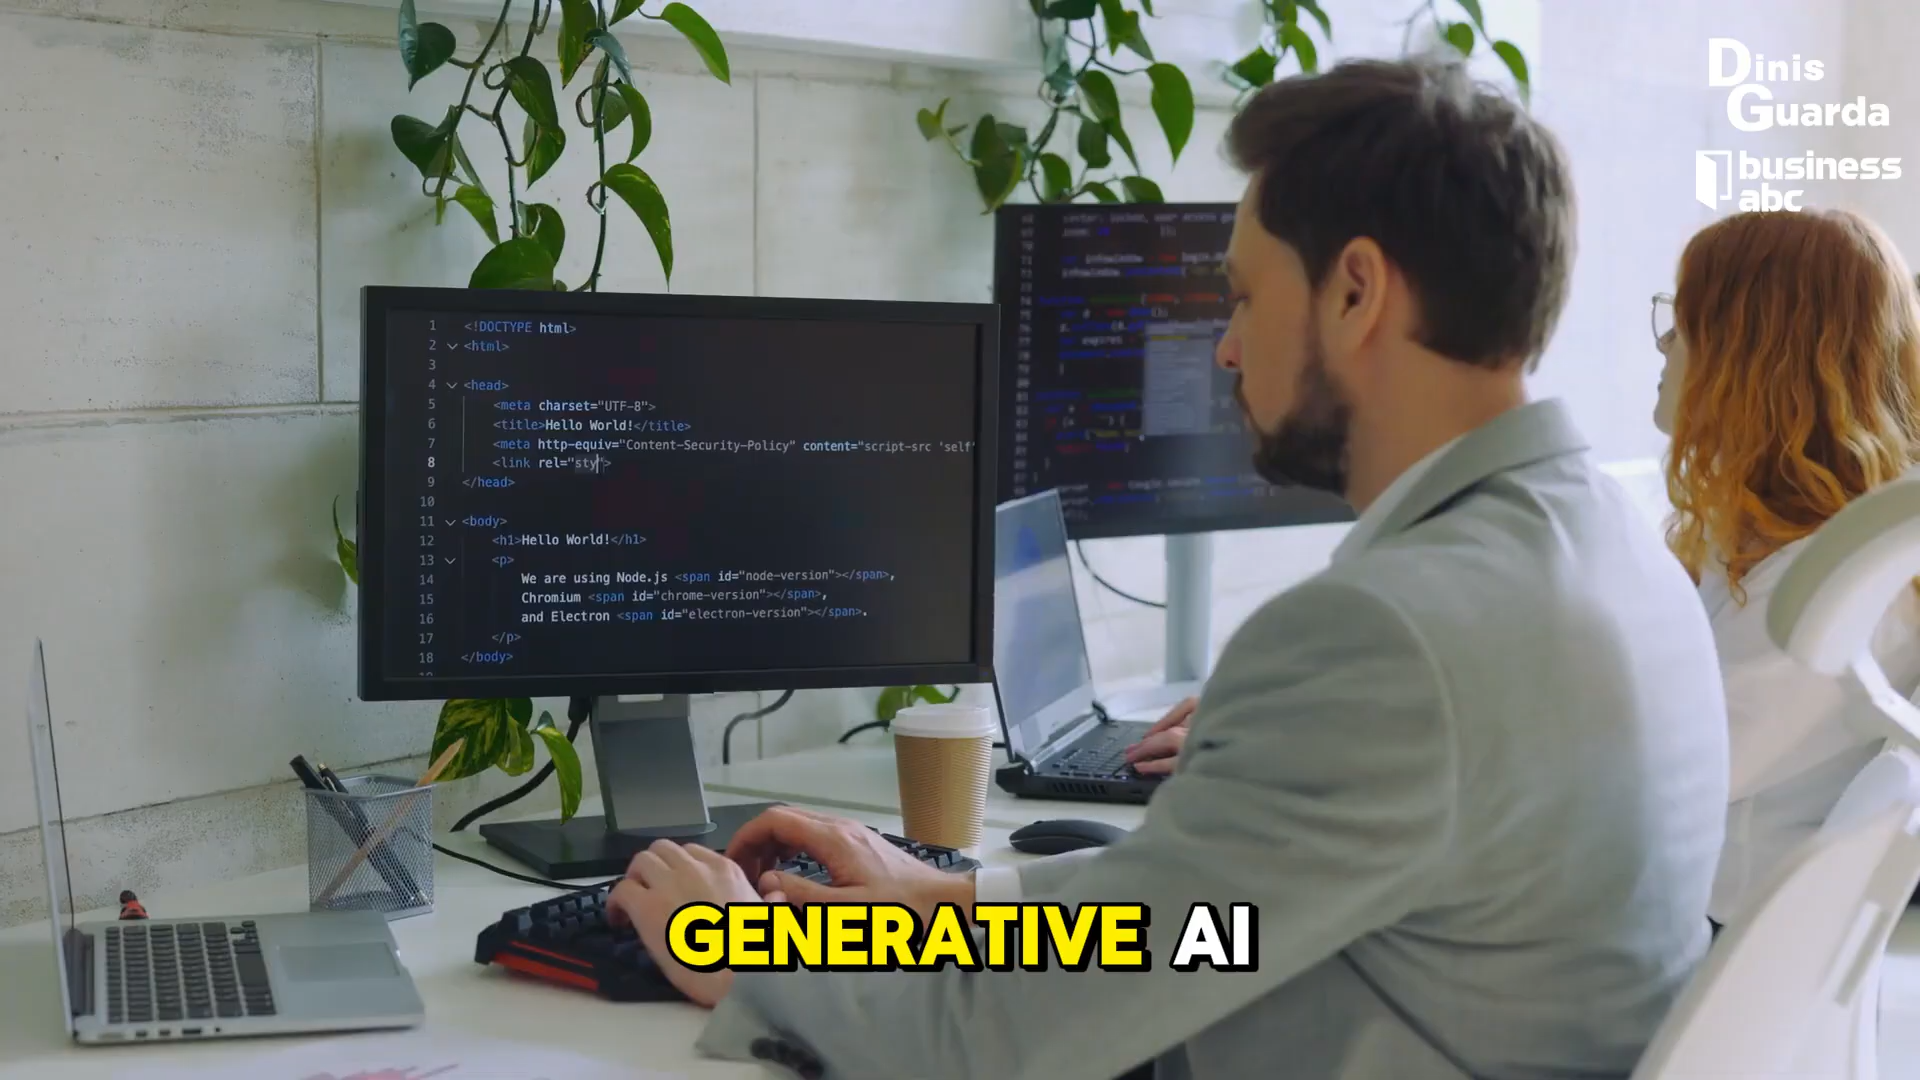 Dinis
Guarda
business
abc
1 <!DOCTYPE html>
2 <html>
3
4 <head>
5 <meta charset="UTF-8">
6 <title>Hello World!</title>
7 <meta http-equiv="Content-Security-Policy" content="script-src 'self'
8 <link rel="sty">
9 </head>
10
11 <body>
12 <h1>Hello World!</h1>
13 <p>
14 We are using Node.js <span id="node-version"></span>,
15 Chromium <span id="chrome-version"></span>,
16 and Electron <span id="electron-version"></span>.
17 </p>
18 </body>
GENERATIVE AI